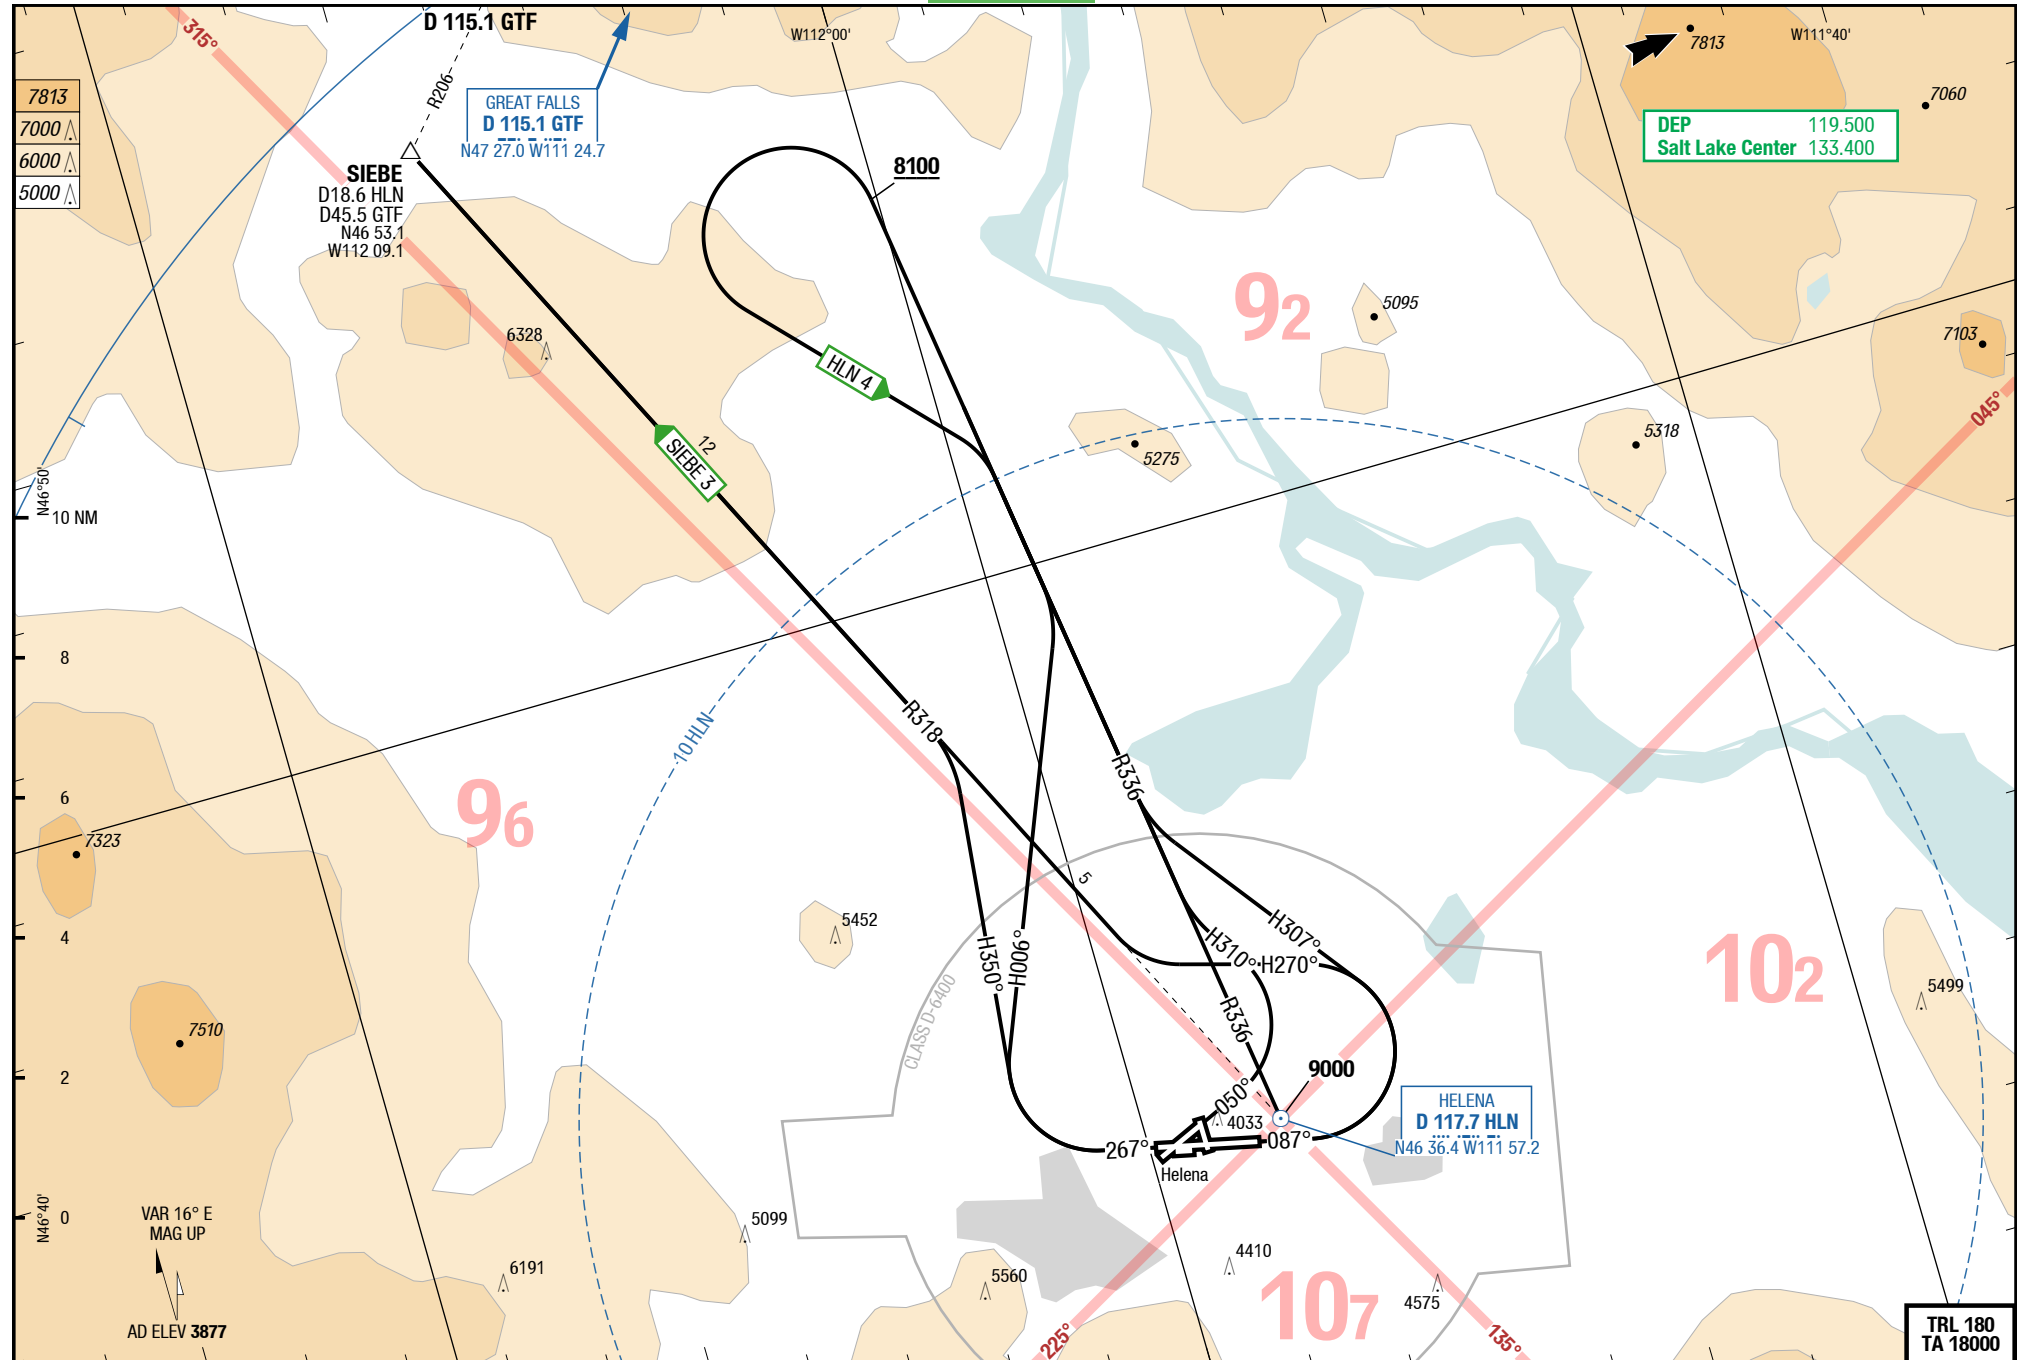 D 115.1 GTF
315°
W112°00'
7813
W111°40'
7813
7000
6000
5000
R206
GREAT FALLS
D 115.1 GTF
N47 27.0 W111 24.7
7060
DEP 119.500
Salt Lake Center 133.400
SIEBE
D18.6 HLN
D45.5 GTF
N46 53.1
W112 09.1
8100
92
5095
6328
7103
HLN 4
045°
12
SIEBE 3
5275
5318
N46°50'
10 NM
8
10 HLN
R318
R336
6
96
7323
5
4
5452
H350°
H006°
H310°
H270°
H307°
102
5499
CLASS D-6400
R336
7510
2
050°
9000
4033
HELENA
D 117.7 HLN
N46 36.4 W111 57.2
267°
087°
Helena
N46°40'
0
VAR 16° E
MAG UP
5099
4410
6191
5560
107
4575
AD ELEV 3877
225°
135°
TRL 180
TA 18000